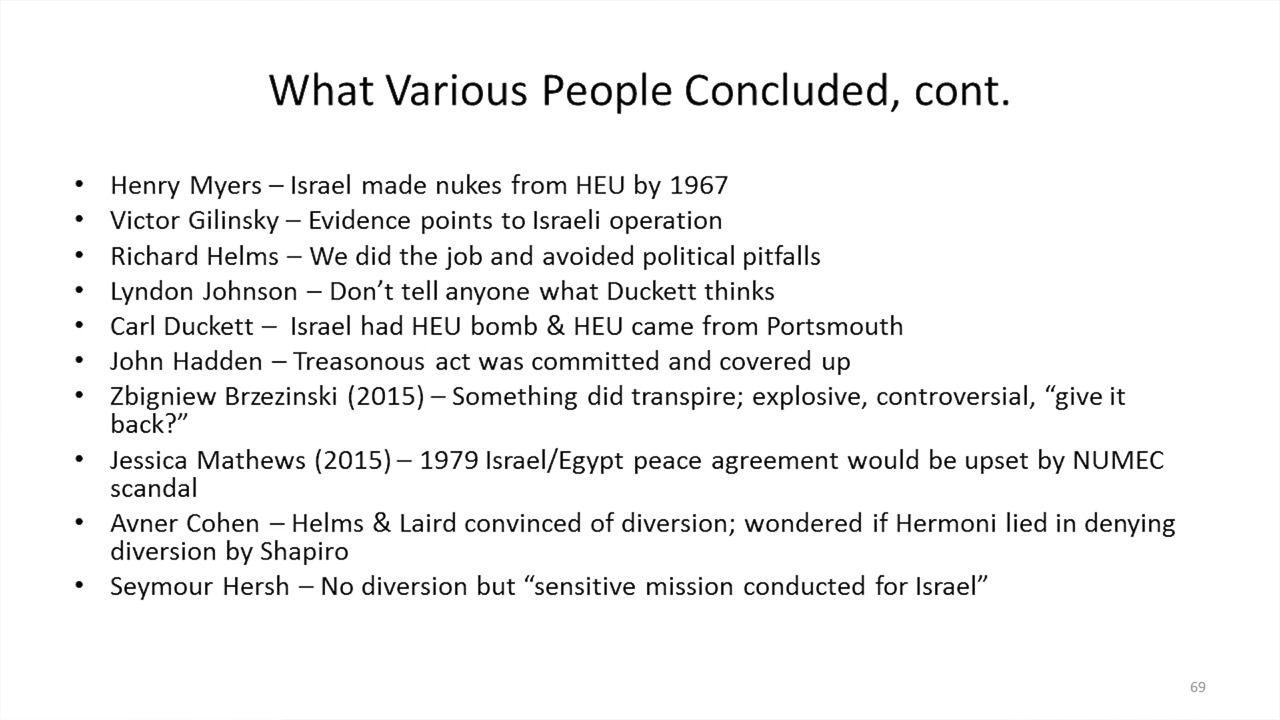 What Various People Concluded, cont.
• Henry Myers – Israel made nukes from HEU by 1967
• Victor Gilinsky – Evidence points to Israeli operation
• Richard Helms – We did the job and avoided political pitfalls
• Lyndon Johnson – Don’t tell anyone what Duckett thinks
• Carl Duckett – Israel had HEU bomb & HEU came from Portsmouth
• John Hadden – Treasonous act was committed and covered up
• Zbigniew Brzezinski (2015) – Something did transpire; explosive, controversial, “give it
back?”
• Jessica Mathews (2015) – 1979 Israel/Egypt peace agreement would be upset by NUMEC
scandal
• Avner Cohen – Helms & Laird convinced of diversion; wondered if Hermoni lied in denying
diversion by Shapiro
• Seymour Hersh – No diversion but “sensitive mission conducted for Israel”
69